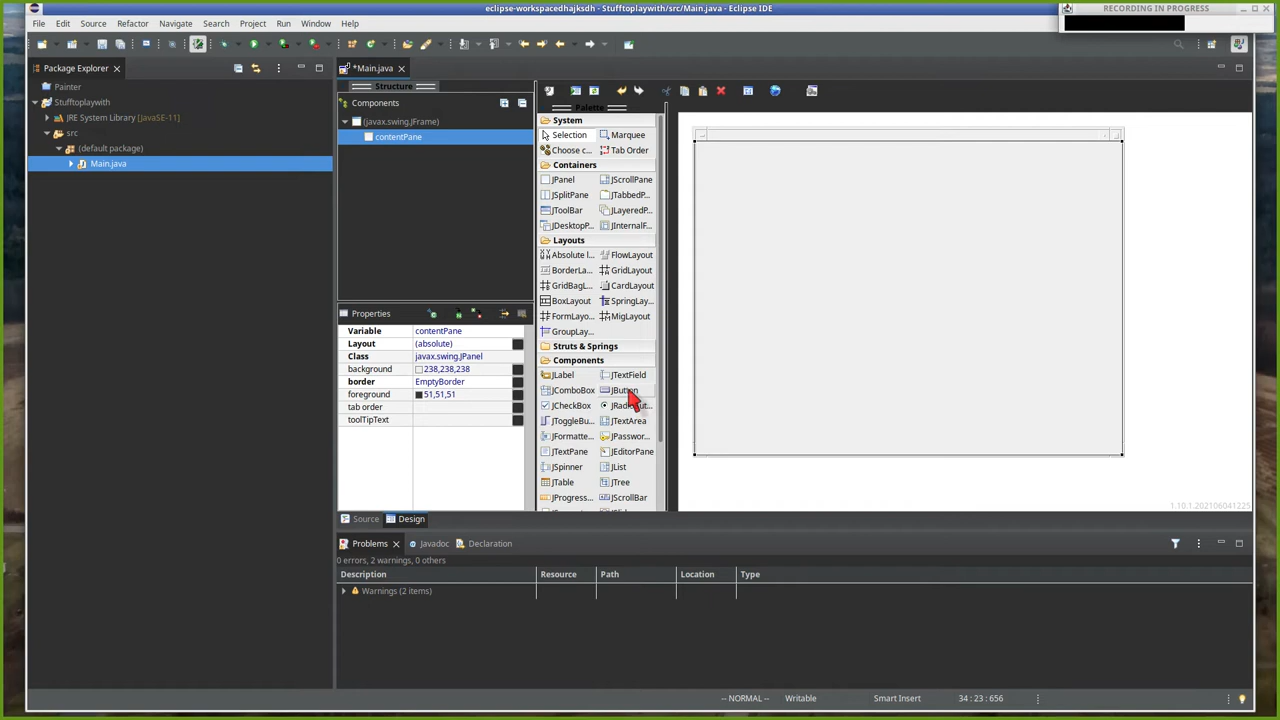 eclipse-workspacedhajksdh - Stufftoplaywith/src/Main.java - Eclipse IDE
RECORDING IN PROGRESS
File Edit Source Refactor Navigate Search Project Run Window Help
Package Explorer
*Main.java
Painter
Stufftoplaywith
JRE System Library [JavaSE-11]
src
(default package)
Main.java
Structure
Components
(javax.swing.JFrame)
contentPane
Properties
Variable contentPane
Layout (absolute)
Class javax.swing.JPanel
background 238,238,238
border EmptyBorder
foreground 51,51,51
tab order
toolTipText
Palette
System
Selection Marquee
Choose c... Tab Order
Containers
JPanel JScrollPane
JSplitPane JTabbedP...
JToolBar JLayeredP...
JDesktopP... JInternalF...
Layouts
Absolute l... FlowLayout
BorderLa... GridLayout
GridBagL... CardLayout
BoxLayout SpringLay...
FormLayo... MigLayout
GroupLay...
Struts & Springs
Components
JLabel JTextField
JComboBox JButton
JCheckBox
JToggleBu... JTextArea
JFormatte... JPasswor...
JTextPane JEditorPane
JSpinner JList
JTable JTree
JProgress... JScrollBar
1.10.1.202106041225
Source Design
Problems Javadoc Declaration
0 errors, 2 warnings, 0 others
Description Resource Path Location Type
Warnings (2 items)
-- NORMAL -- Writable Smart Insert 34 : 23 : 656